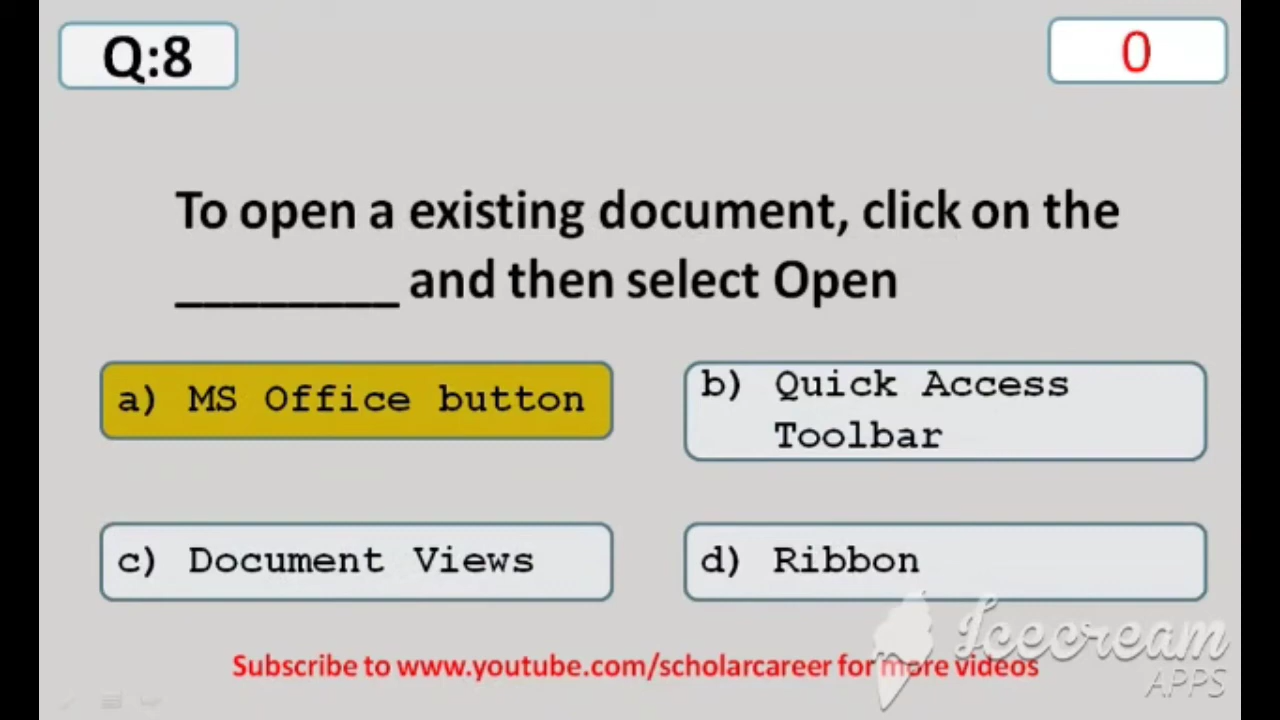 Q:8
0
To open a existing document, click on the
________ and then select Open
a) MS Office button
b) Quick Access
Toolbar
c) Document Views
d) Ribbon
Icecream
APPS
Subscribe to www.youtube.com/scholarcareer for more videos